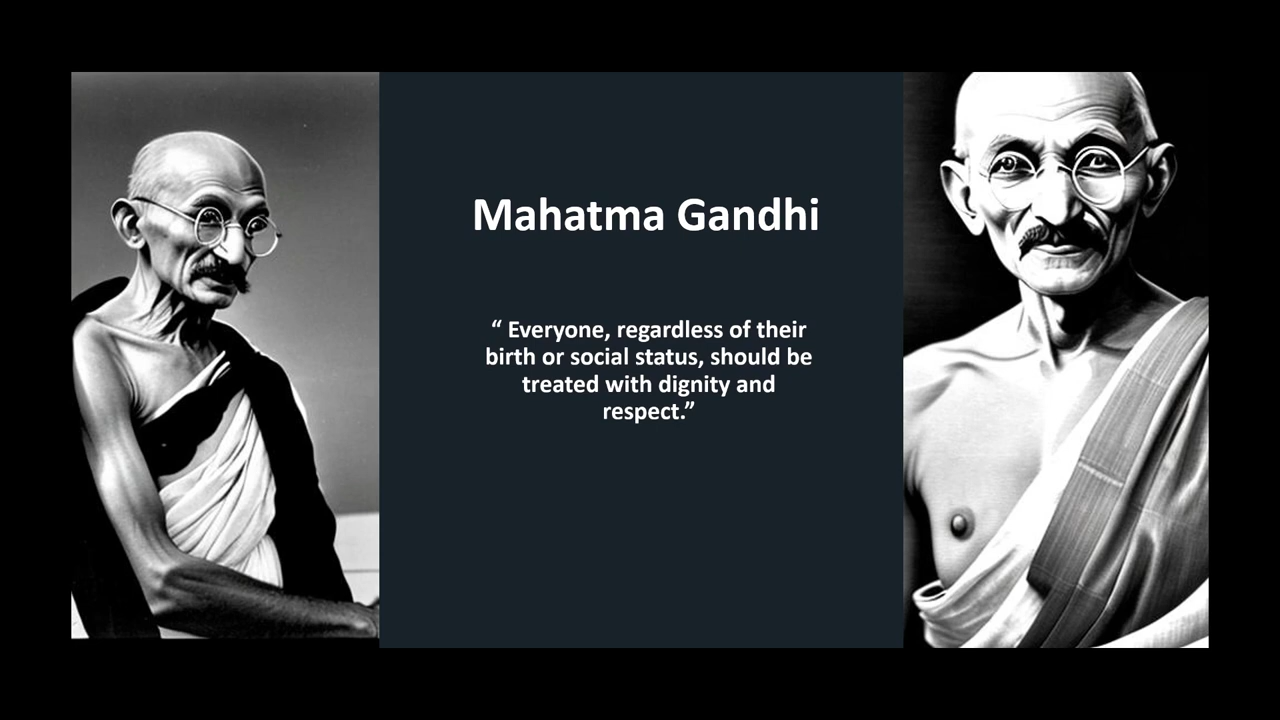 Mahatma Gandhi
“ Everyone, regardless of their
birth or social status, should be
treated with dignity and
respect.”